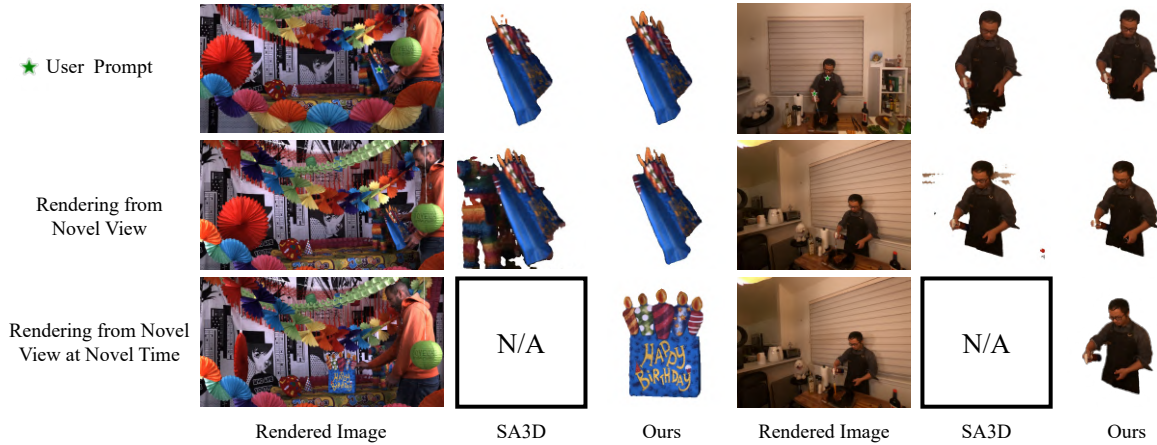 User Prompt
Rendering from
Novel View
Rendering from Novel
View at Novel Time
N/A
HAPPY
BIRTHDAY
N/A
Rendered Image
SA3D
Ours
Rendered Image
SA3D
Ours